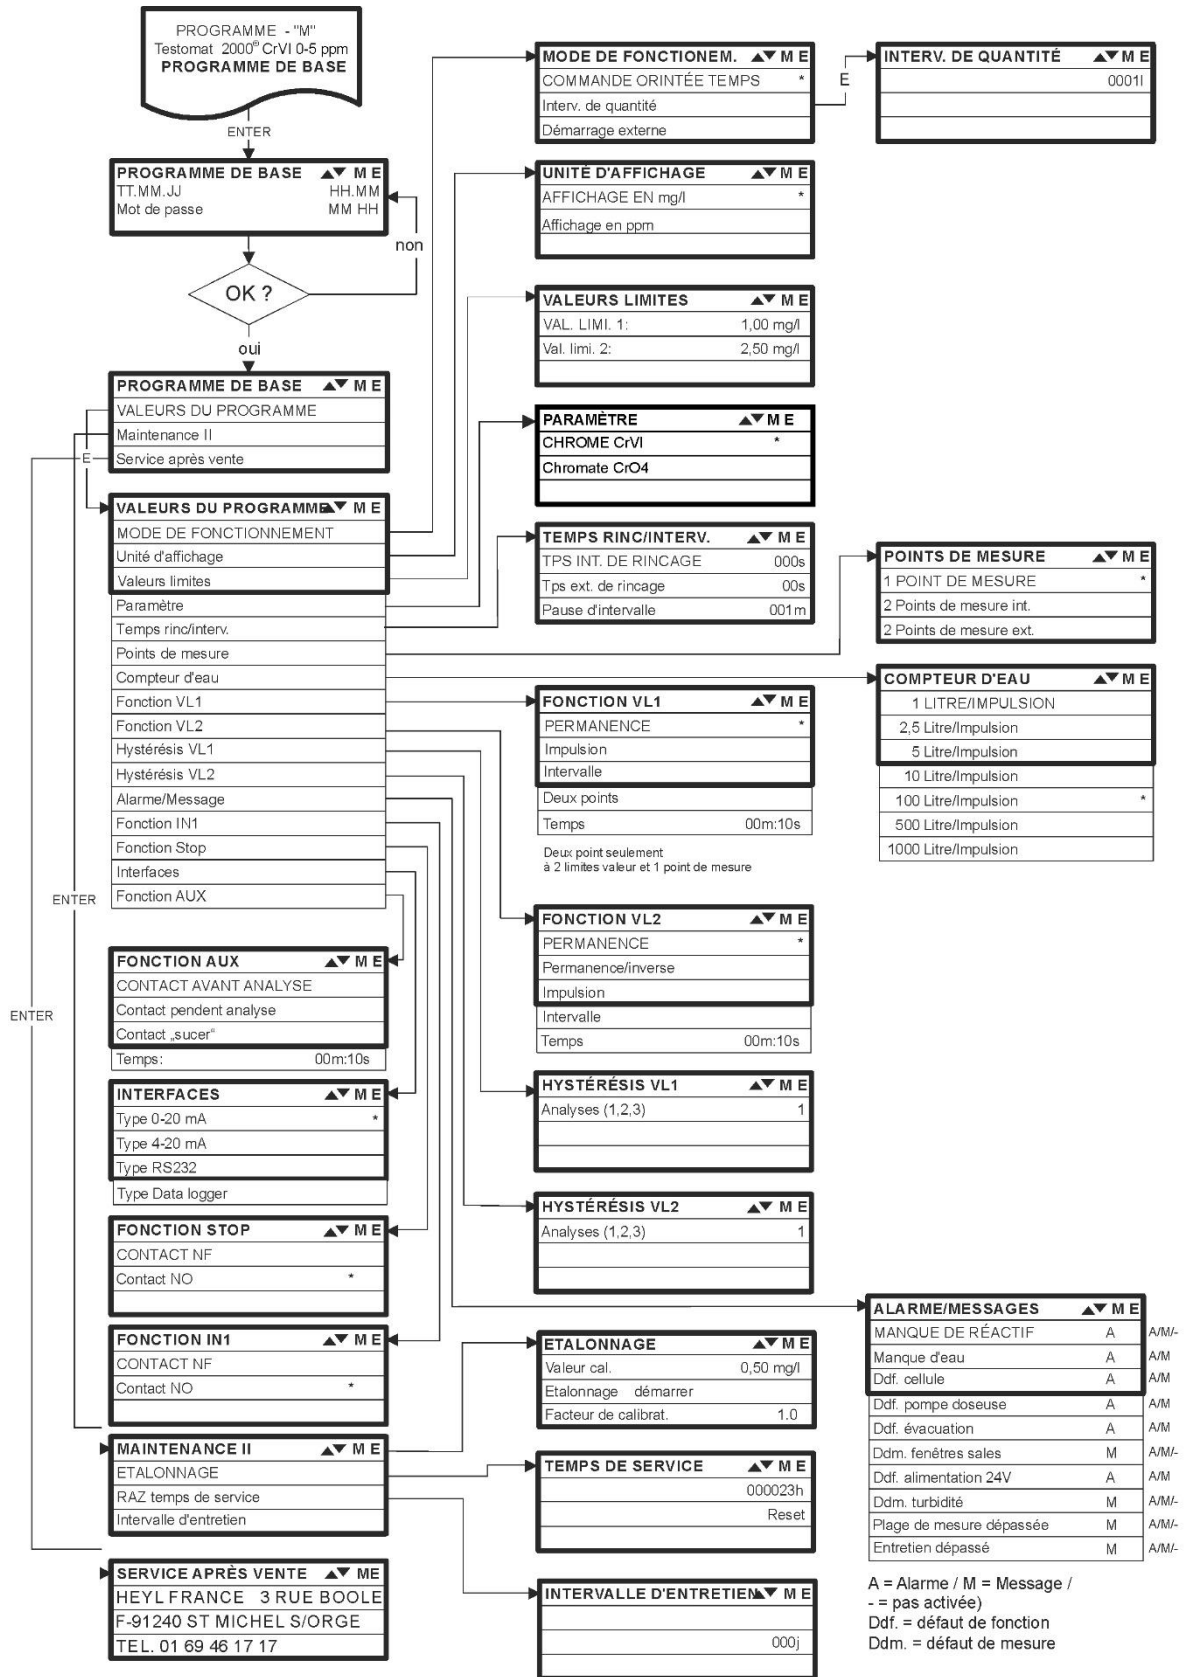 PROGRAMME - "M"
Testomat 2000® CrVI 0-5 ppm
PROGRAMME DE BASE
ENTER
PROGRAMME DE BASE ▲▼ M E
TT.MM.JJ HH.MM
Mot de passe MM HH
non
OK ?
oui
PROGRAMME DE BASE ▲▼ M E
VALEURS DU PROGRAMME
Maintenance II
Service après vente
E
VALEURS DU PROGRAMME ▲▼ M E
MODE DE FONCTIONNEMENT
Unité d'affichage
Valeurs limites
Paramètre
Temps rinc/interv.
Points de mesure
Compteur d'eau
Fonction VL1
Fonction VL2
Hystérésis VL1
Hystérésis VL2
Alarme/Message
Fonction IN1
Fonction Stop
Interfaces
Fonction AUX
ENTER
ENTER
FONCTION AUX ▲▼ M E
CONTACT AVANT ANALYSE
Contact pendent analyse
Contact „sucer“
Temps: 00m:10s
INTERFACES ▲▼ M E
Type 0-20 mA *
Type 4-20 mA
Type RS232
Type Data logger
FONCTION STOP ▲▼ M E
CONTACT NF
Contact NO *
FONCTION IN1 ▲▼ M E
CONTACT NF
Contact NO *
MAINTENANCE II ▲▼ M E
ETALONNAGE
RAZ temps de service
Intervalle d'entretien
SERVICE APRÈS VENTE ▲▼ ME
HEYL FRANCE 3 RUE BOOLE
F-91240 ST MICHEL S/ORGE
TEL. 01 69 46 17 17
MODE DE FONCTIONEM. ▲▼ M E
COMMANDE ORINTÉE TEMPS *
Interv. de quantité
Démarrage externe
E
INTERV. DE QUANTITÉ ▲▼ M E
0001l
UNITÉ D'AFFICHAGE ▲▼ M E
AFFICHAGE EN mg/l *
Affichage en ppm
VALEURS LIMITES ▲▼ M E
VAL. LIMI. 1: 1,00 mg/l
Val. limi. 2: 2,50 mg/l
PARAMÈTRE ▲▼ M E
CHROME CrVI *
Chromate CrO4
TEMPS RINC/INTERV. ▲▼ M E
TPS INT. DE RINCAGE 000s
Tps ext. de rincage 00s
Pause d'intervalle 001m
POINTS DE MESURE ▲▼ M E
1 POINT DE MESURE *
2 Points de mesure int.
2 Points de mesure ext.
COMPTEUR D'EAU ▲▼ M E
1 LITRE/IMPULSION
2,5 Litre/Impulsion
5 Litre/Impulsion
10 Litre/Impulsion
100 Litre/Impulsion *
500 Litre/Impulsion
1000 Litre/Impulsion
FONCTION VL1 ▲▼ M E
PERMANENCE *
Impulsion
Intervalle
Deux points
Temps 00m:10s
Deux point seulement
à 2 limites valeur et 1 point de mesure
FONCTION VL2 ▲▼ M E
PERMANENCE *
Permanence/inverse
Impulsion
Intervalle
Temps 00m:10s
HYSTÉRÉSIS VL1 ▲▼ M E
Analyses (1,2,3) 1
HYSTÉRÉSIS VL2 ▲▼ M E
Analyses (1,2,3) 1
ETALONNAGE ▲▼ M E
Valeur cal. 0,50 mg/l
Etalonnage démarrer
Facteur de calibrat. 1.0
TEMPS DE SERVICE ▲▼ M E
000023h
Reset
INTERVALLE D'ENTRETIEN ▲▼ M E
000j
ALARME/MESSAGES ▲▼ M E
MANQUE DE RÉACTIF A A/M/-
Manque d'eau A A/M
Ddf. cellule A A/M
Ddf. pompe doseuse A A/M
Ddf. évacuation A A/M
Ddm. fenêtres sales M A/M/-
Ddf. alimentation 24V A A/M
Ddm. turbidité M A/M/-
Plage de mesure dépassée M A/M/-
Entretien dépassé M A/M/-
A = Alarme / M = Message /
- = pas activée)
Ddf. = défaut de fonction
Ddm. = défaut de mesure